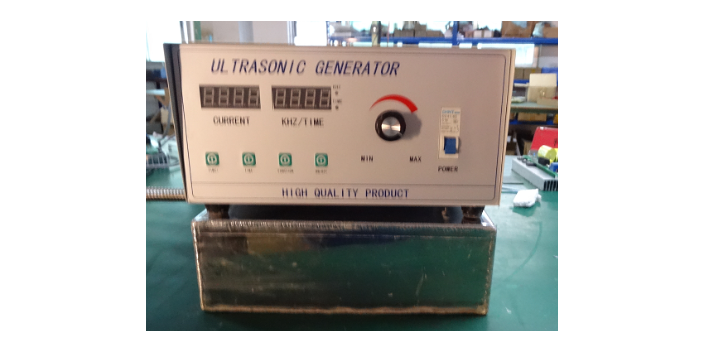 ULTRASONIC GENERATOR
CURRENT
KHZ/TIME
MIN
MAX
POWER
HIGH QUALITY PRODUCT